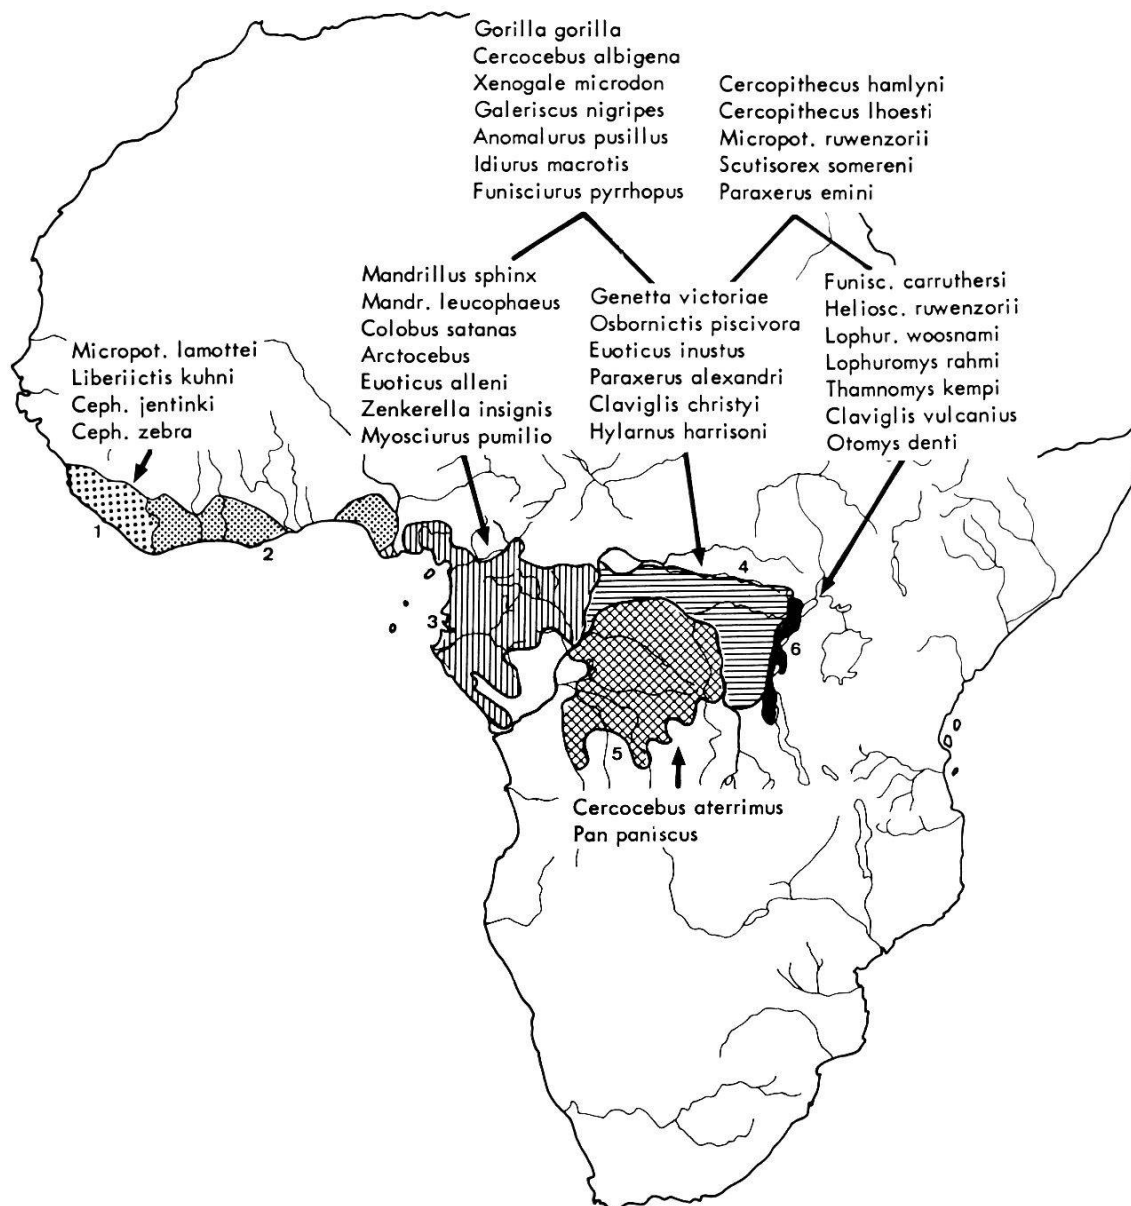 Gorilla gorilla
Cercocebus albigena
Xenogale microdon
Galeriscus nigripes
Anomalurus pusillus
Idiurus macrotis
Funisciurus pyrrhopus
Cercopithecus hamlyni
Cercopithecus lhoesti
Micropot. ruwenzorii
Scutisorex somereni
Paraxerus emini
Mandrillus sphinx
Mandr. leucophaeus
Colobus satanas
Arctocebus
Euoticus alleni
Zenkerella insignis
Myosciurus pumilio
Genetta victoriae
Osbornictis piscivora
Euoticus inustus
Paraxerus alexandri
Claviglis christyi
Hylarnus harrisoni
Funisc. carruthersi
Heliosc. ruwenzorii
Lophur. woosnami
Lophuromys rahmi
Thamnomys kempi
Claviglis vulcanius
Otomys denti
Micropot. lamottei
Liberiictis kuhni
Ceph. jentinki
Ceph. zebra
1
2
3
4
6
5
Cercocebus aterrimus
Pan paniscus